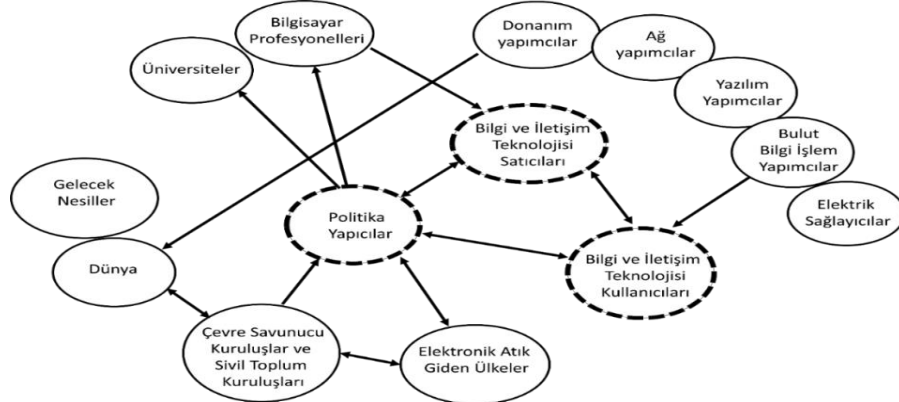 Bilgisayar
Profesyonelleri
Donanım
yapımcılar
Ağ
yapımcılar
Üniversiteler
Yazılım
Yapımcılar
Bilgi ve İletişim
Teknolojisi
Satıcıları
Bulut
Bilgi İşlem
Yapımcılar
Gelecek
Nesiller
Elektrik
Sağlayıcılar
Politika
Yapıcılar
Dünya
Bilgi ve İletişim
Teknolojisi
Kullanıcıları
Çevre Savunucu
Kuruluşlar ve
Sivil Toplum
Kuruluşları
Elektronik Atık
Giden Ülkeler